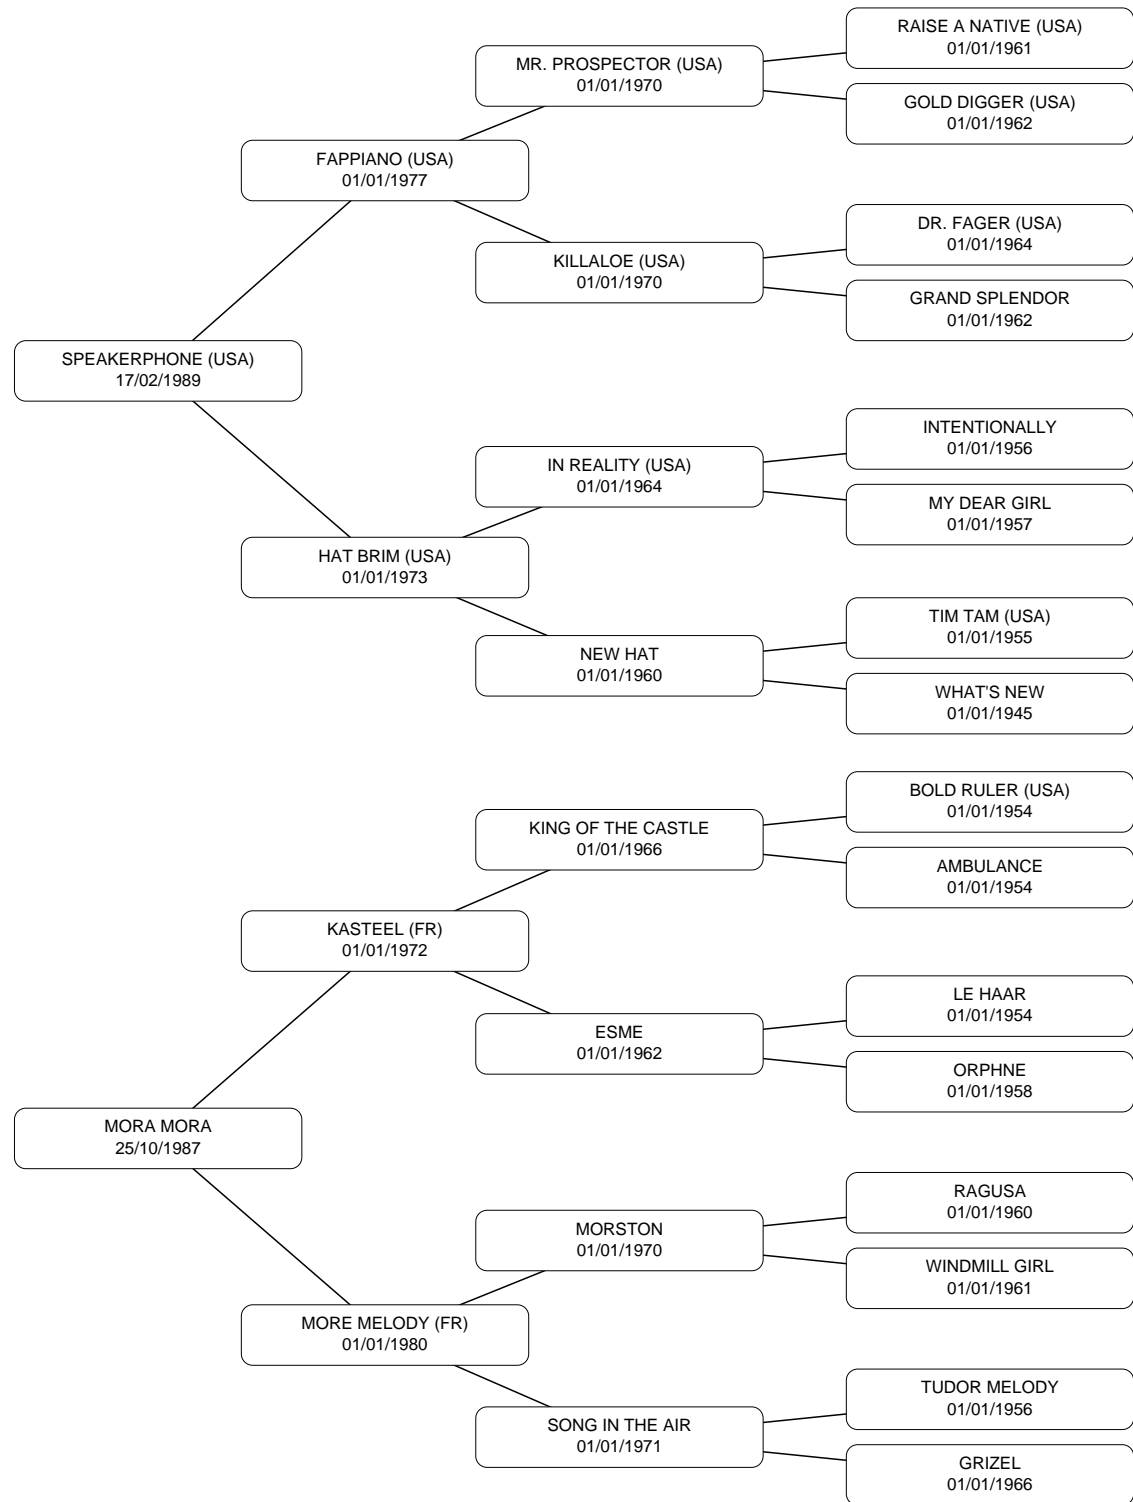 RAISE A NATIVE (USA)
01/01/1961
MR. PROSPECTOR (USA)
01/01/1970
GOLD DIGGER (USA)
01/01/1962
FAPPIANO (USA)
01/01/1977
DR. FAGER (USA)
01/01/1964
KILLALOE (USA)
01/01/1970
GRAND SPLENDOR
01/01/1962
SPEAKERPHONE (USA)
17/02/1989
INTENTIONALLY
01/01/1956
IN REALITY (USA)
01/01/1964
MY DEAR GIRL
01/01/1957
HAT BRIM (USA)
01/01/1973
TIM TAM (USA)
01/01/1955
NEW HAT
01/01/1960
WHAT'S NEW
01/01/1945
BOLD RULER (USA)
01/01/1954
KING OF THE CASTLE
01/01/1966
AMBULANCE
01/01/1954
KASTEEL (FR)
01/01/1972
LE HAAR
01/01/1954
ESME
01/01/1962
ORPHNE
01/01/1958
MORA MORA
25/10/1987
RAGUSA
01/01/1960
MORSTON
01/01/1970
WINDMILL GIRL
01/01/1961
MORE MELODY (FR)
01/01/1980
TUDOR MELODY
01/01/1956
SONG IN THE AIR
01/01/1971
GRIZEL
01/01/1966